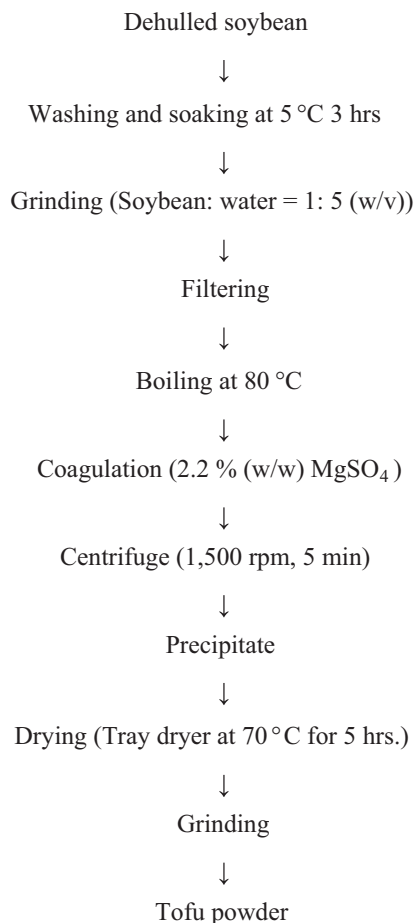 Dehulled soybean
↓
Washing and soaking at 5 °C 3 hrs
↓
Grinding (Soybean: water = 1: 5 (w/v))
↓
Filtering
↓
Boiling at 80 °C
↓
Coagulation (2.2 % (w/w) MgSO₄ )
↓
Centrifuge (1,500 rpm, 5 min)
↓
Precipitate
↓
Drying (Tray dryer at 70 °C for 5 hrs.)
↓
Grinding
↓
Tofu powder